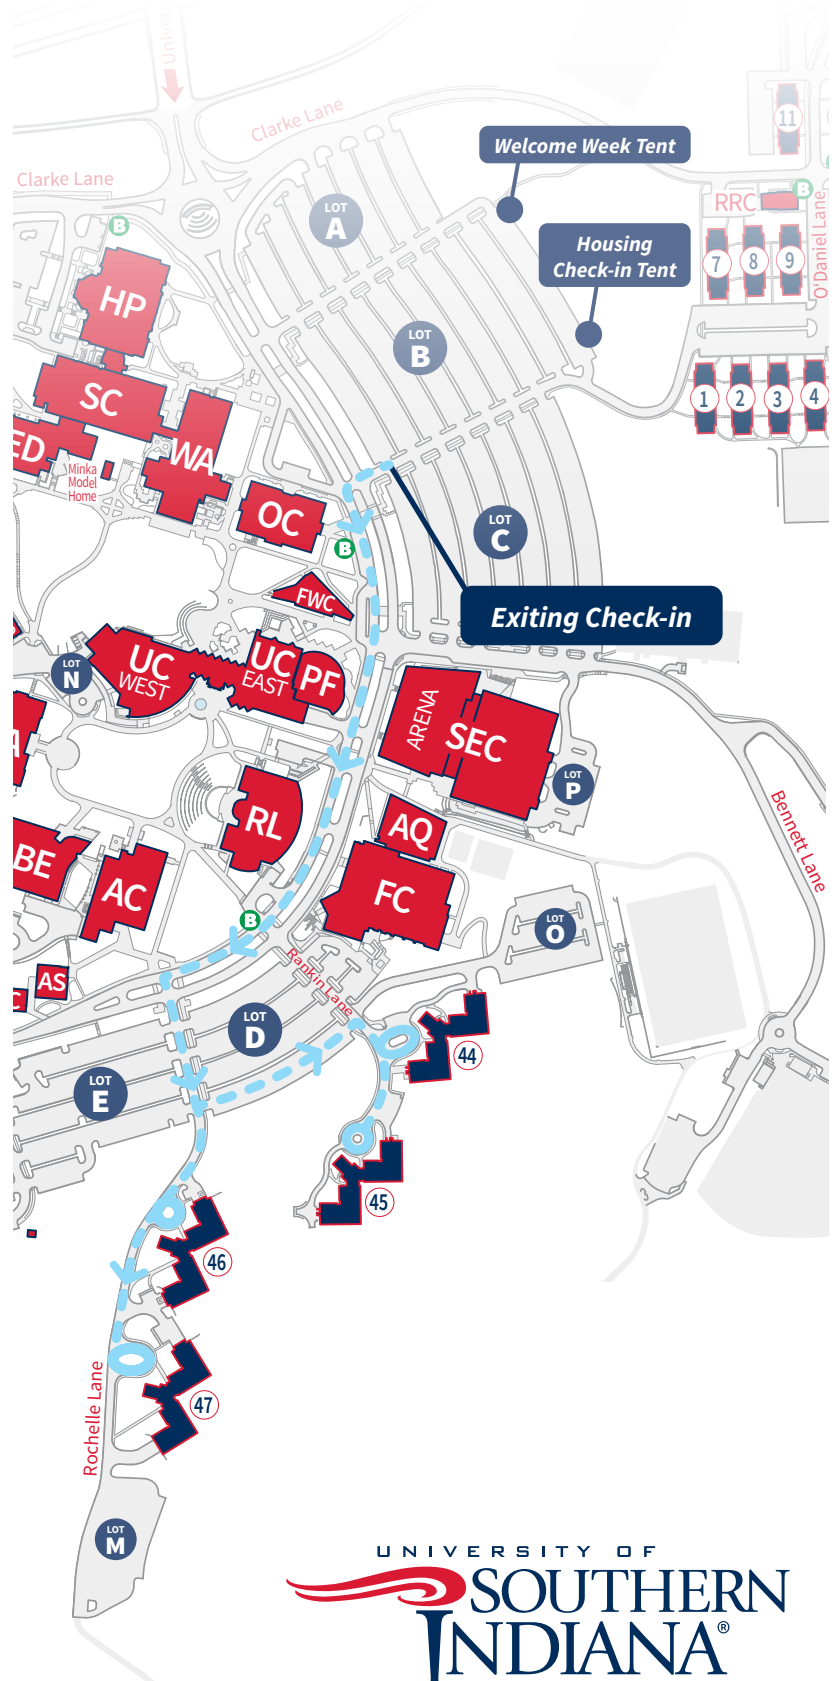 Univers
Clarke Lane
Clarke Lane
Welcome Week Tent
Housing
Check-in Tent
11
B
B
RRC
O'Daniel Lane
7
8
9
LOT
A
HP
LOT
B
SC
1
2
3
4
ED
WA
Minka
Model
Home
OC
B
LOT
C
FWC
Exiting Check-in
UC
WEST
UC
EAST
PF
LOT
N
ARENA
SEC
LOT
P
RL
AQ
Bennett Lane
BE
AC
FC
B
LOT
O
Rankin Lane
AS
C
LOT
D
44
LOT
E
45
46
47
Rochelle Lane
LOT
M
UNIVERSITY OF
SOUTHERN
INDIANA®